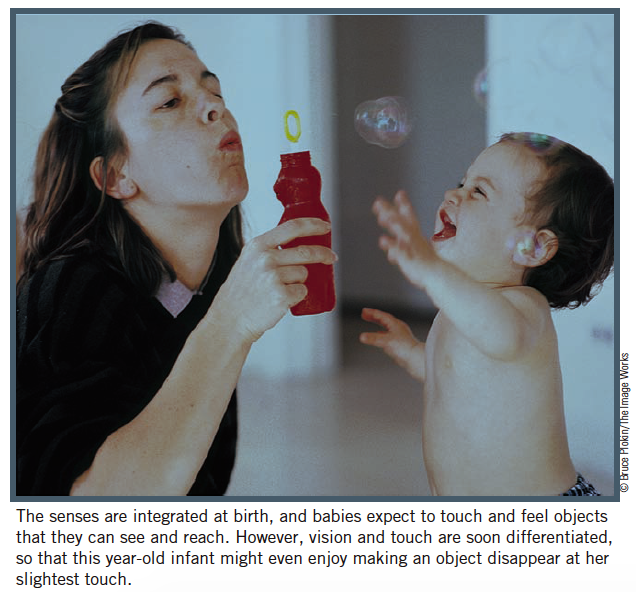 © Bruce Plokin/The Image Works
The senses are integrated at birth, and babies expect to touch and feel objects
that they can see and reach. However, vision and touch are soon differentiated,
so that this year-old infant might even enjoy making an object disappear at her
slightest touch.